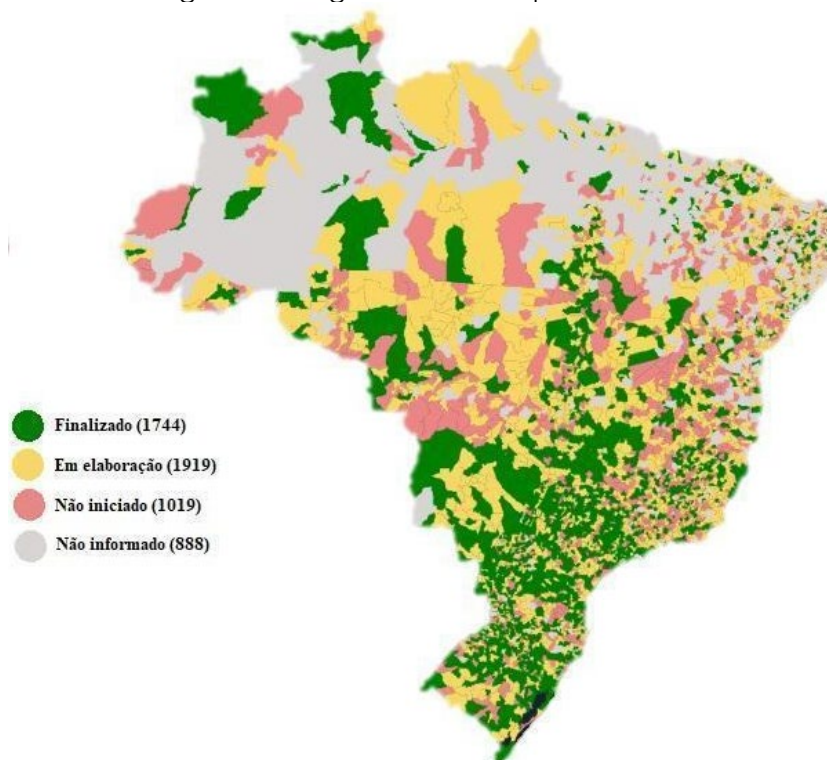 Finalizado (1744)
Em elaboração (1919)
Não iniciado (1019)
Não informado (888)